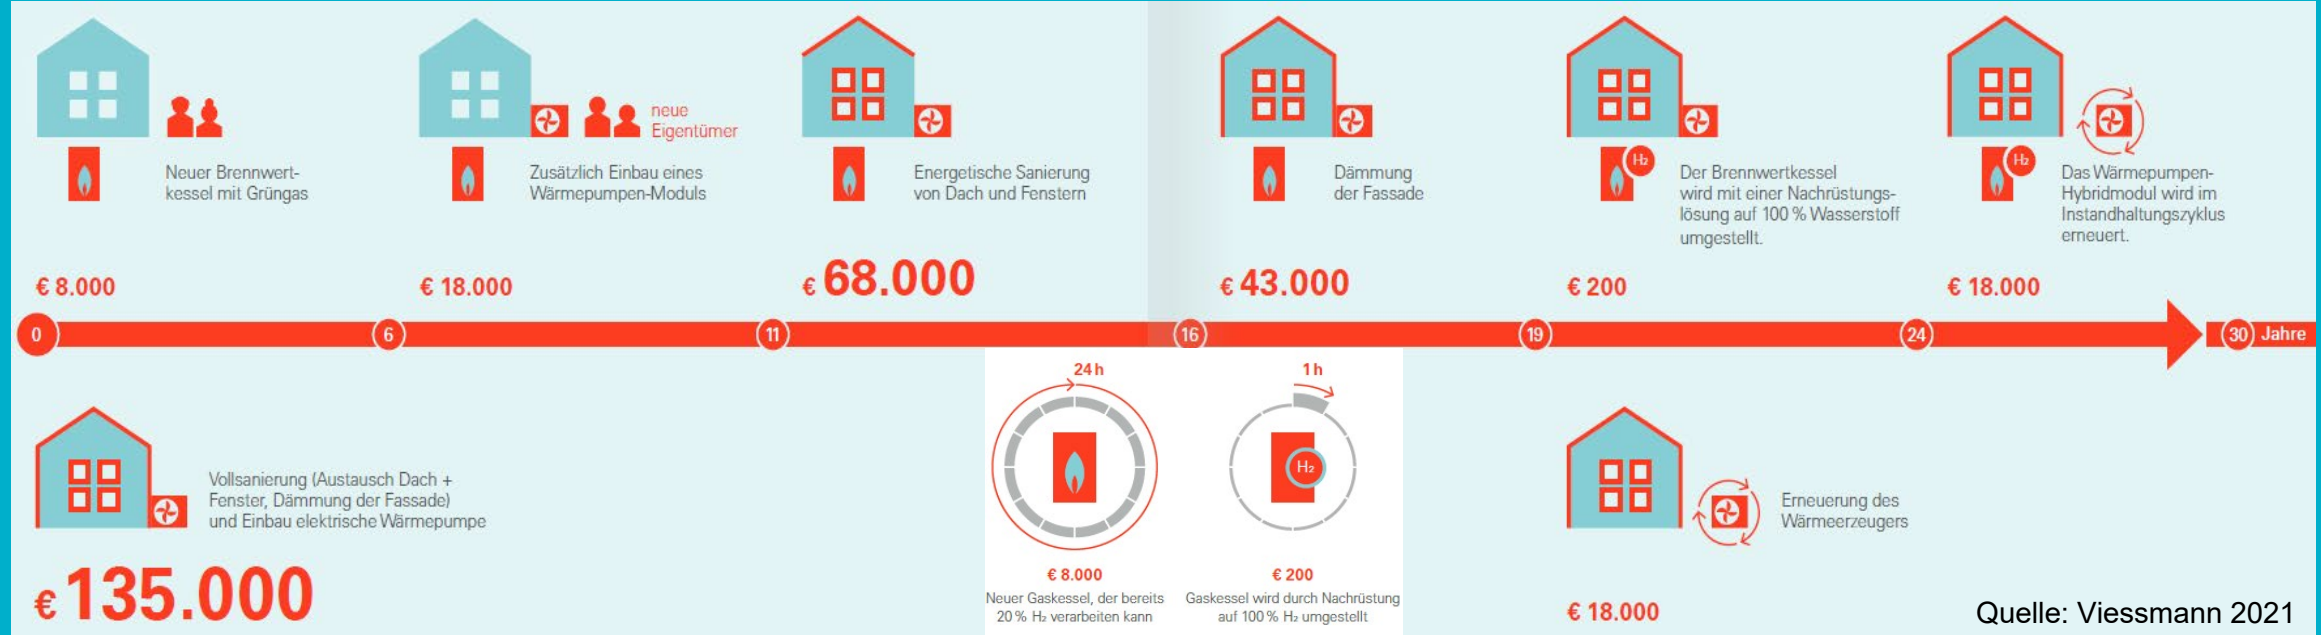 neue
Eigentümer
Neuer Brennwert-
kessel mit Grüngas
Zusätzlich Einbau eines
Wärmepumpen-Moduls
Energetische Sanierung
von Dach und Fenstern
Dämmung
der Fassade
H₂
Der Brennwertkessel
wird mit einer Nachrüstungs-
lösung auf 100 % Wasserstoff
umgestellt.
H₂
Das Wärmepumpen-
Hybridmodul wird im
Instandhaltungszyklus
erneuert.
€ 8.000
€ 18.000
€ 68.000
€ 43.000
€ 200
€ 18.000
0
6
11
16
19
24
30 Jahre
Vollsanierung (Austausch Dach +
Fenster, Dämmung der Fassade)
und Einbau elektrische Wärmepumpe
€ 135.000
24 h
€ 8.000
Neuer Gaskessel, der bereits
20 % H₂ verarbeiten kann
1 h
H₂
€ 200
Gaskessel wird durch Nachrüstung
auf 100 % H₂ umgestellt
Erneuerung des
Wärmeerzeugers
€ 18.000
Quelle: Viessmann 2021